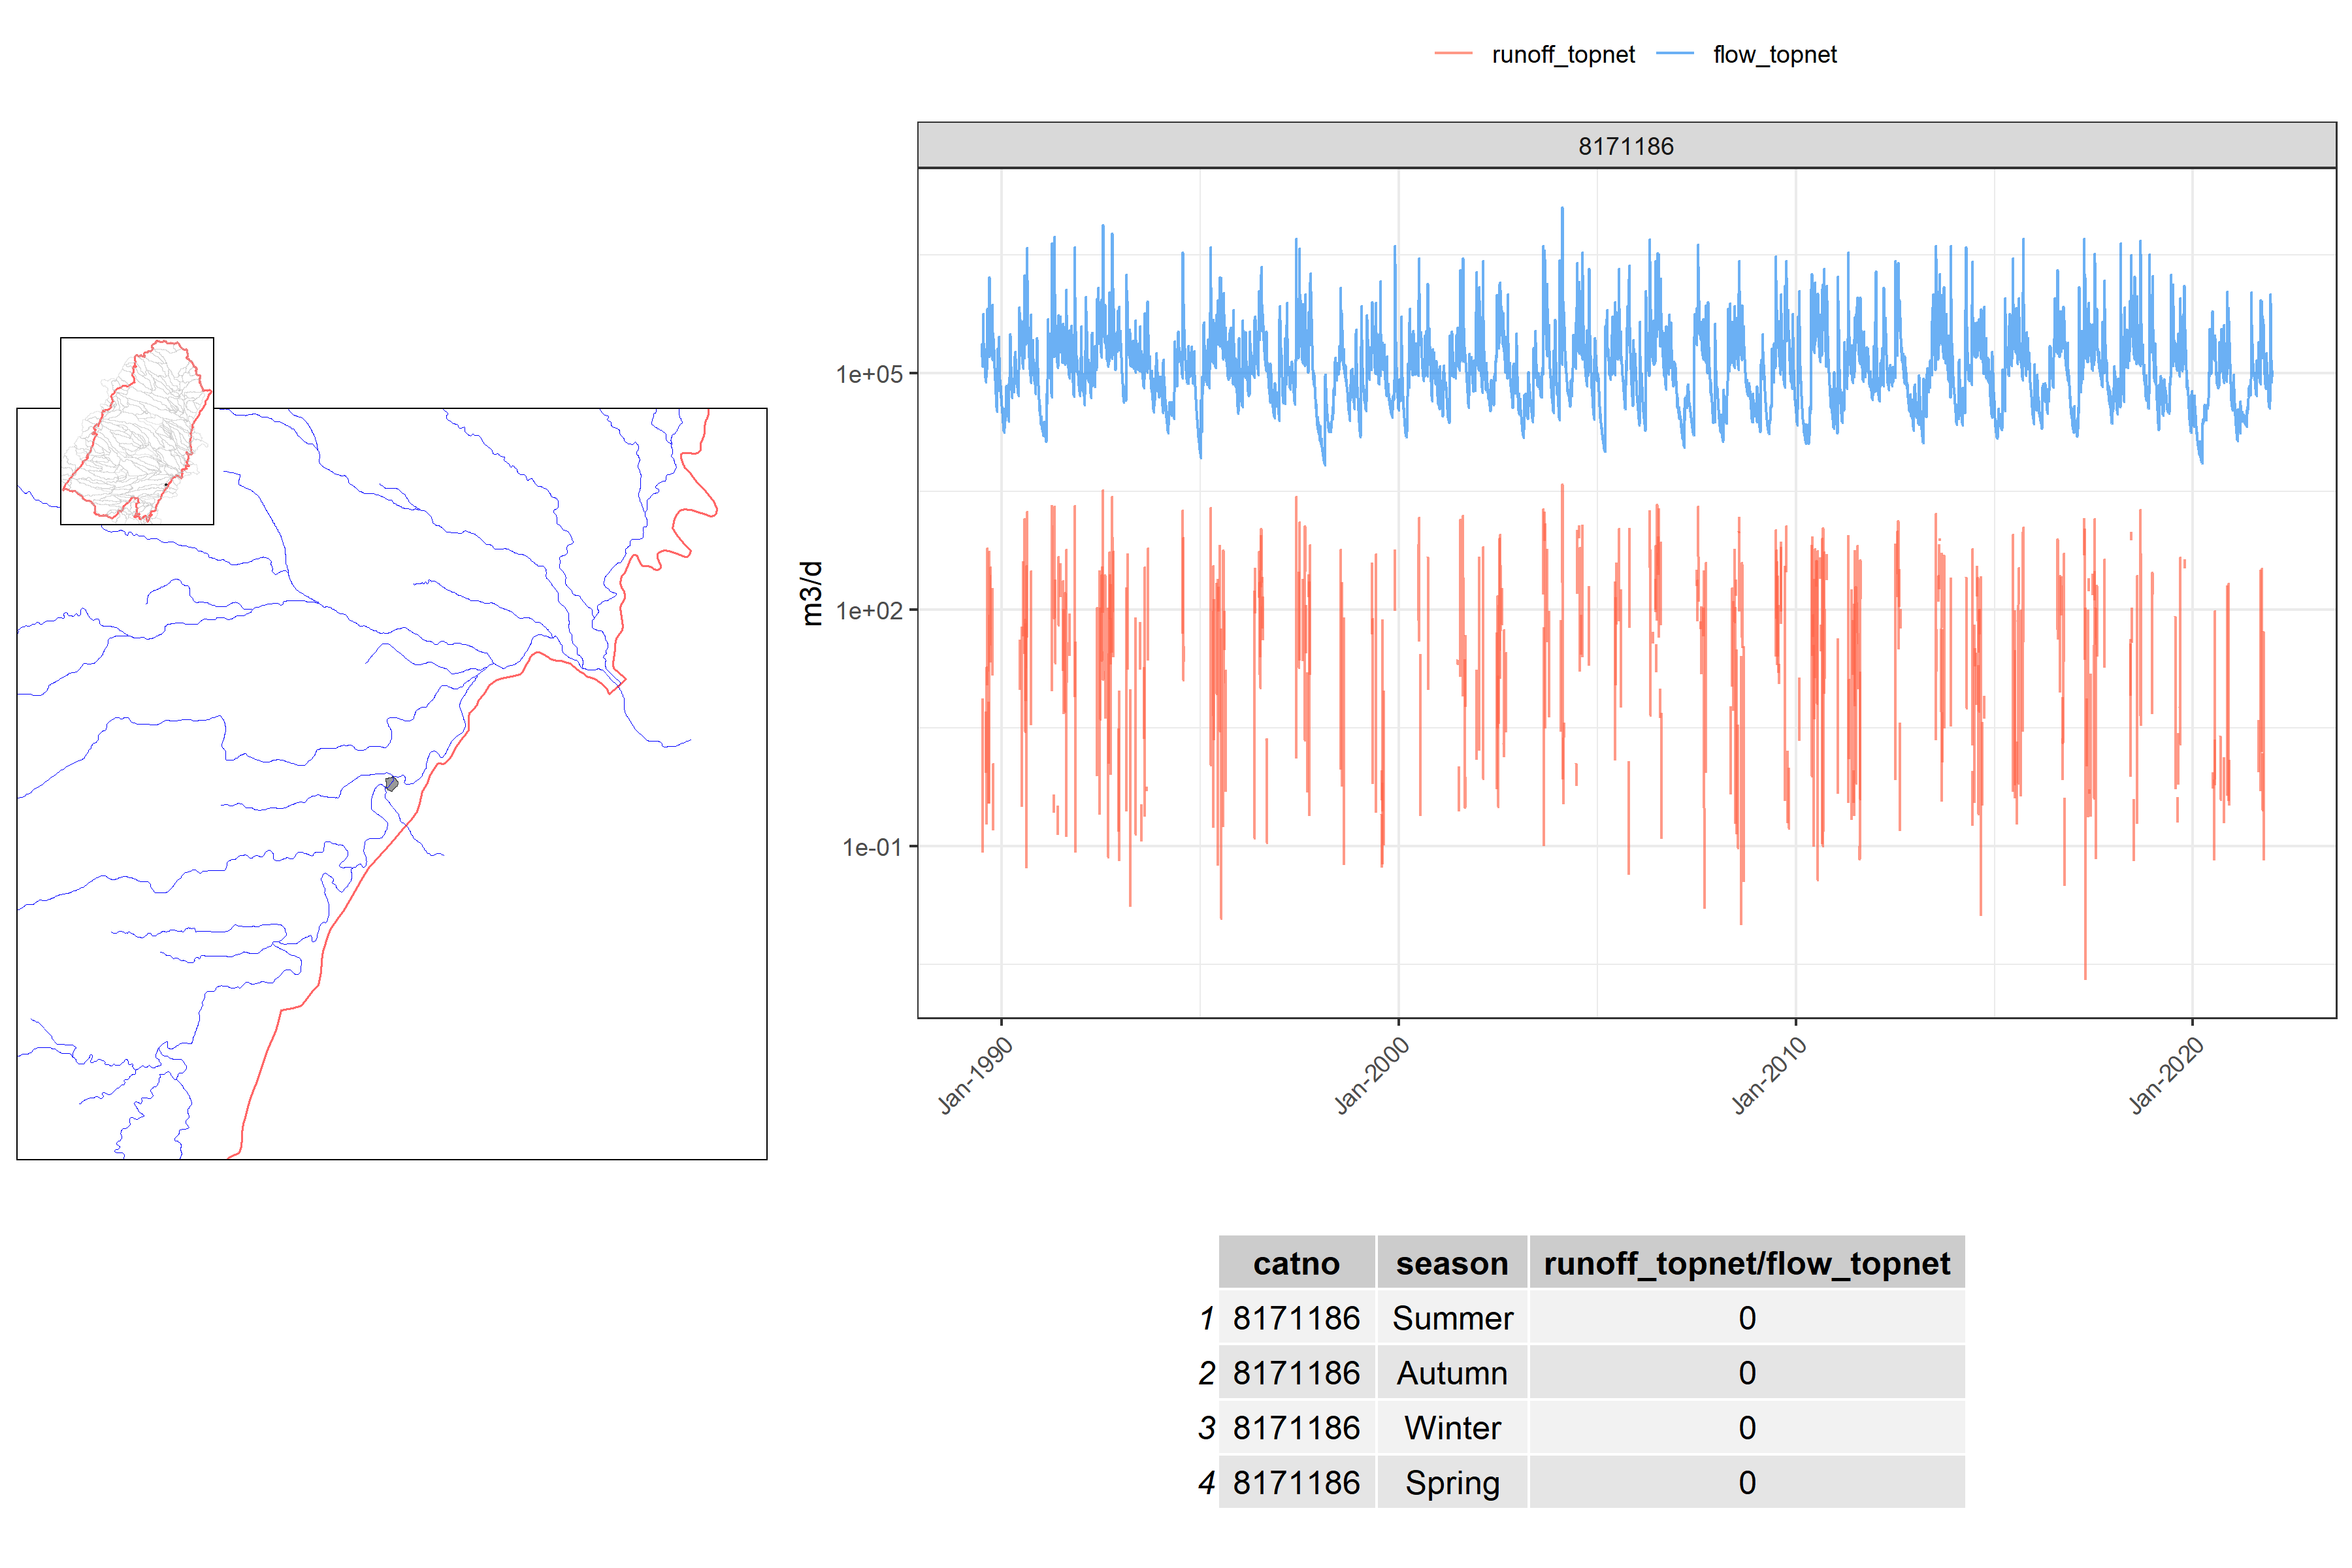 runoff_topnet flow_topnet
8171186
m3/d
1e+05
1e+02
1e-01
Jan-1990 Jan-2000 Jan-2010 Jan-2020
catno season runoff_topnet/flow_topnet
1 8171186 Summer 0
2 8171186 Autumn 0
3 8171186 Winter 0
4 8171186 Spring 0